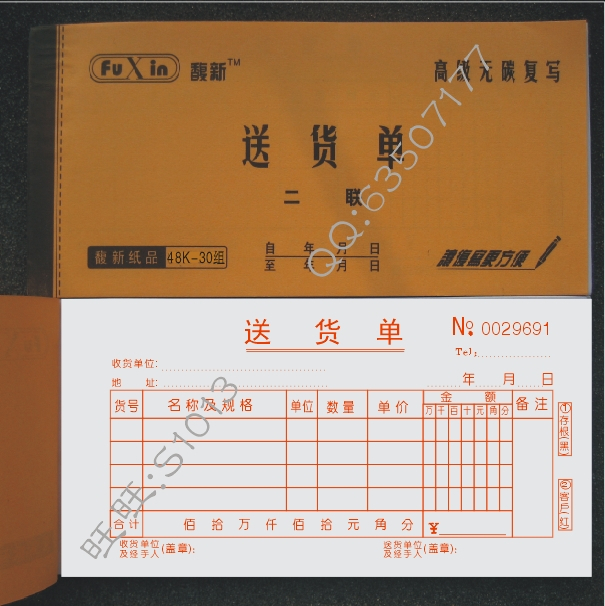 FuXin 馥新™
高级无碳复写
送 货 单
二 联
自 年 月 日
至 年 月 日
馥新纸品 48K-30组
QQ:63507177
送 货 单
№ 0029691
Tel:
收货单位:
地 址:
年 月 日
货号 名称及规格 单位 数量 单价 金 额 备注
万 千 百 十 元 角 分
合计 佰 拾 万 仟 佰 拾 元 角 分 ¥
收货单位及经手人(盖章):
送货单位及经手人(盖章):
①存根(黑)
②客户(红)
旺旺:S1013